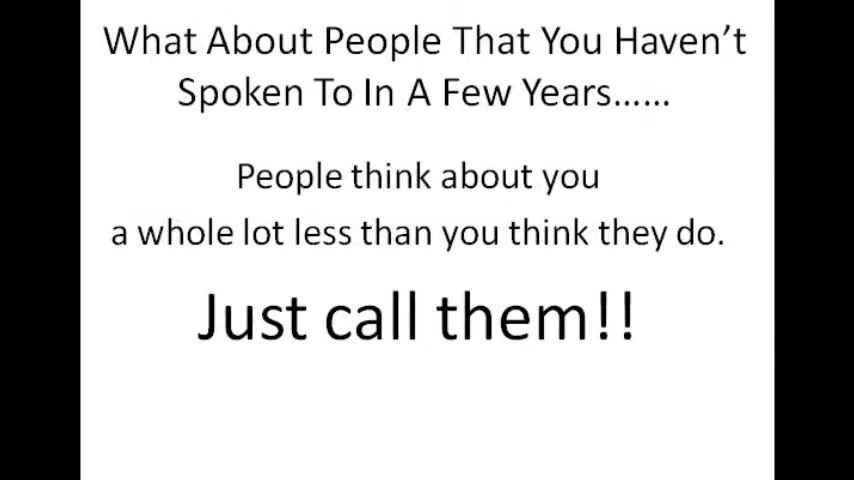 What About People That You Haven’t
Spoken To In A Few Years……
People think about you
a whole lot less than you think they do.
Just call them!!